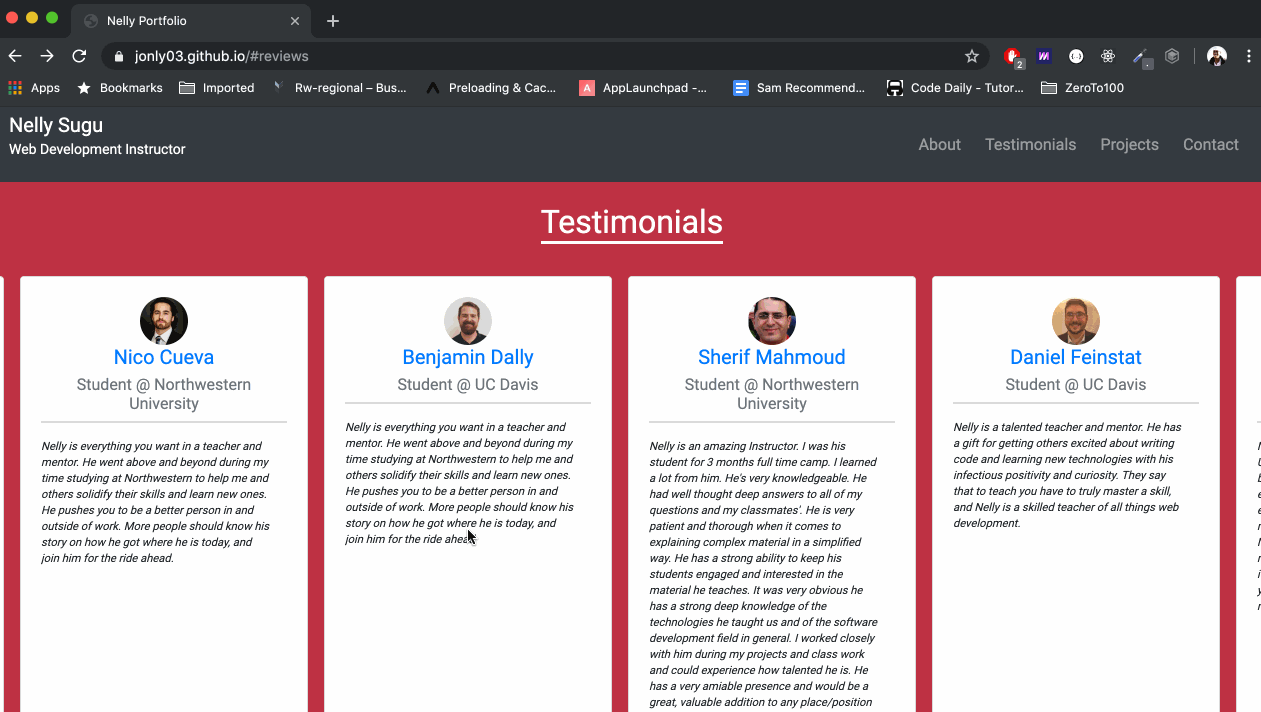 Nelly Portfolio
jonly03.github.io/#reviews
2
Apps
Bookmarks
Imported
Rw-regional – Bus...
Preloading & Cac...
A
AppLaunchpad -...
Sam Recommend...
Code Daily - Tutor...
ZeroTo100
Nelly Sugu
Web Development Instructor
About
Testimonials
Projects
Contact
Testimonials
Nico Cueva
Student @ Northwestern
University
Nelly is everything you want in a teacher and
mentor. He went above and beyond during my
time studying at Northwestern to help me and
others solidify their skills and learn new ones.
He pushes you to be a better person in and
outside of work. More people should know his
story on how he got where he is today, and
join him for the ride ahead.
Benjamin Dally
Student @ UC Davis
Nelly is everything you want in a teacher and
mentor. He went above and beyond during my
time studying at Northwestern to help me and
others solidify their skills and learn new ones.
He pushes you to be a better person in and
outside of work. More people should know his
story on how he got where he is today, and
join him for the ride ahead.
Sherif Mahmoud
Student @ Northwestern
University
Nelly is an amazing Instructor. I was his
student for 3 months full time camp. I learned
a lot from him. He's very knowledgeable. He
had well thought deep answers to all of my
questions and my classmates'. He is very
patient and thorough when it comes to
explaining complex material in a simplified
way. He has a strong ability to keep his
students engaged and interested in the
material he teaches. It was very obvious he
has a strong deep knowledge of the
technologies he taught us and of the software
development field in general. I worked closely
with him during my projects and class work
and could experience how talented he is. He
has a very amiable presence and would be a
great, valuable addition to any place/position
Daniel Feinstat
Student @ UC Davis
Nelly is a talented teacher and mentor. He has
a gift for getting others excited about writing
code and learning new technologies with his
infectious positivity and curiosity. They say
that to teach you have to truly master a skill,
and Nelly is a skilled teacher of all things web
development.